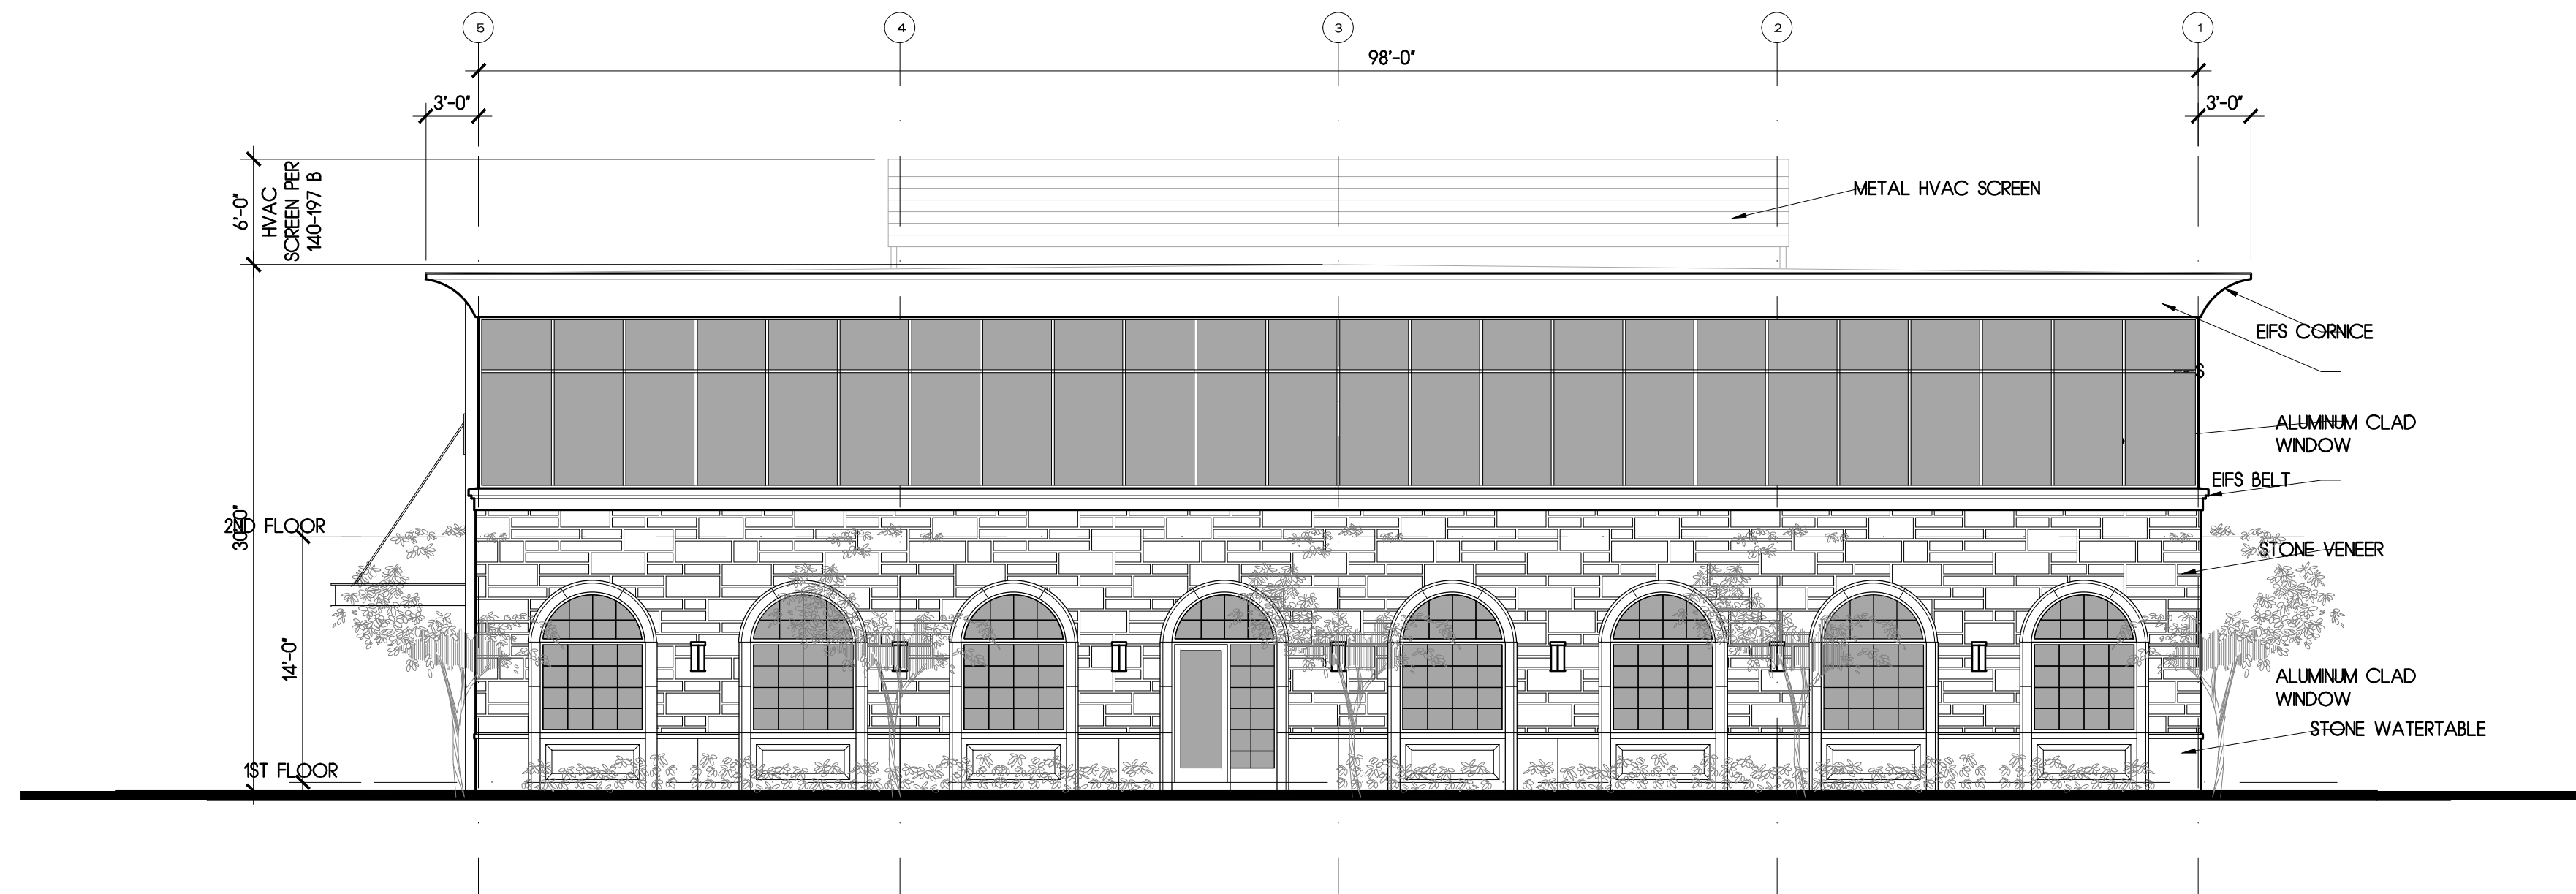 5
4
3
2
1
98'-0"
3'-0"
3'-0"
6'-0"
HVAC
SCREEN PER
140-197 B
METAL HVAC SCREEN
EIFS CORNICE
ALUMINUM CLAD
WINDOW
EIFS BELT
2ND FLOOR
30'-0"
STONE VENEER
14'-0"
ALUMINUM CLAD
WINDOW
STONE WATERTABLE
1ST FLOOR